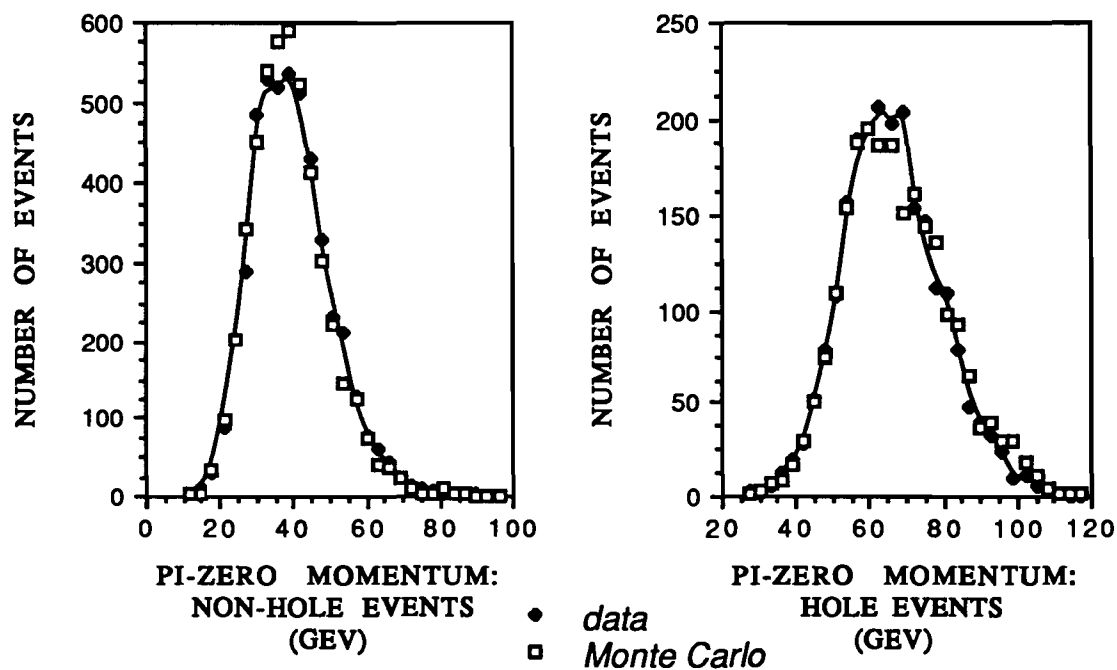 NUMBER OF EVENTS
600
500
400
300
200
100
0
0 20 40 60 80 100
PI-ZERO MOMENTUM:
NON-HOLE EVENTS
(GEV)
NUMBER OF EVENTS
250
200
150
100
50
0
20 40 60 80 100 120
PI-ZERO MOMENTUM:
HOLE EVENTS
(GEV)
data
Monte Carlo